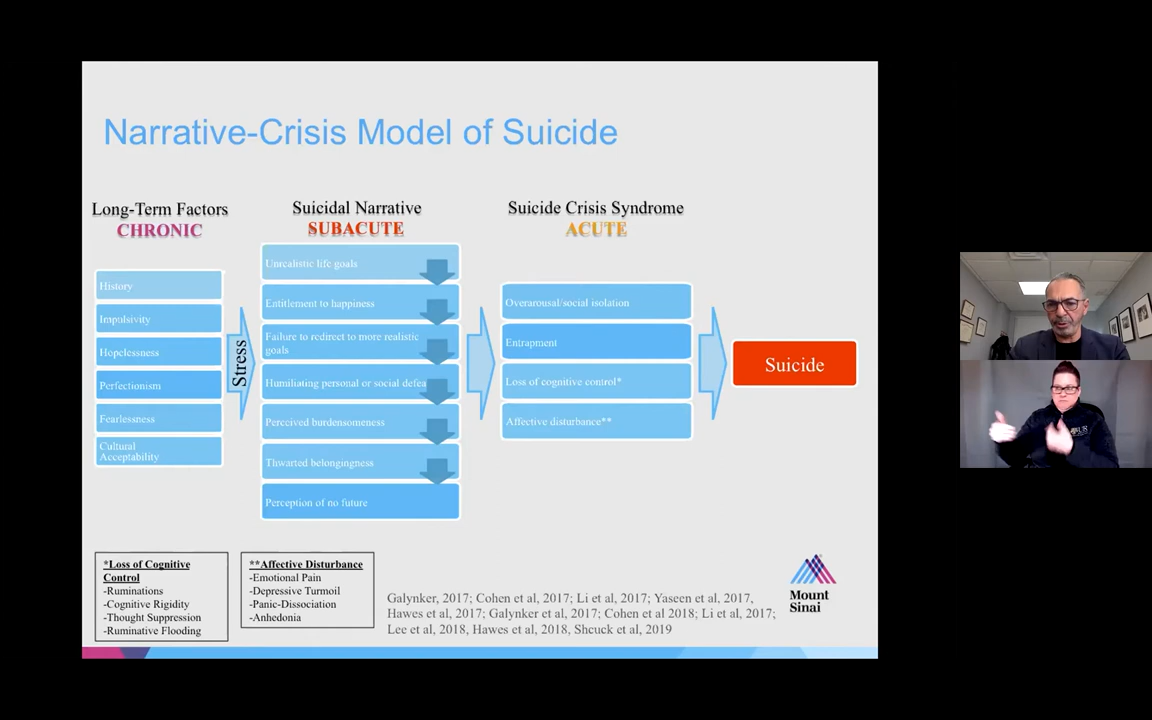 Narrative-Crisis Model of Suicide
Long-Term Factors
CHRONIC
History
Impulsivity
Hopelessness
Perfectionism
Fearlessness
Cultural
Acceptability
Stress
Suicidal Narrative
SUBACUTE
Unrealistic life goals
Entitlement to happiness
Failure to redirect to more realistic
goals
Humiliating personal or social defea
Perceived burdensomeness
Thwarted belongingness
Perception of no future
Suicide Crisis Syndrome
ACUTE
Overarousal/social isolation
Entrapment
Loss of cognitive control*
Affective disturbance**
Suicide
*Loss of Cognitive
Control
-Ruminations
-Cognitive Rigidity
-Thought Suppression
-Ruminative Flooding
**Affective Disturbance
-Emotional Pain
-Depressive Turmoil
-Panic-Dissociation
-Anhedonia
Galynker, 2017; Cohen et al, 2017; Li et al, 2017; Yaseen et al, 2017,
Hawes et al, 2017; Galynker et al, 2017; Cohen et al 2018; Li et al, 2017;
Lee et al, 2018, Hawes et al, 2018, Shcuck et al, 2019
Mount
Sinai